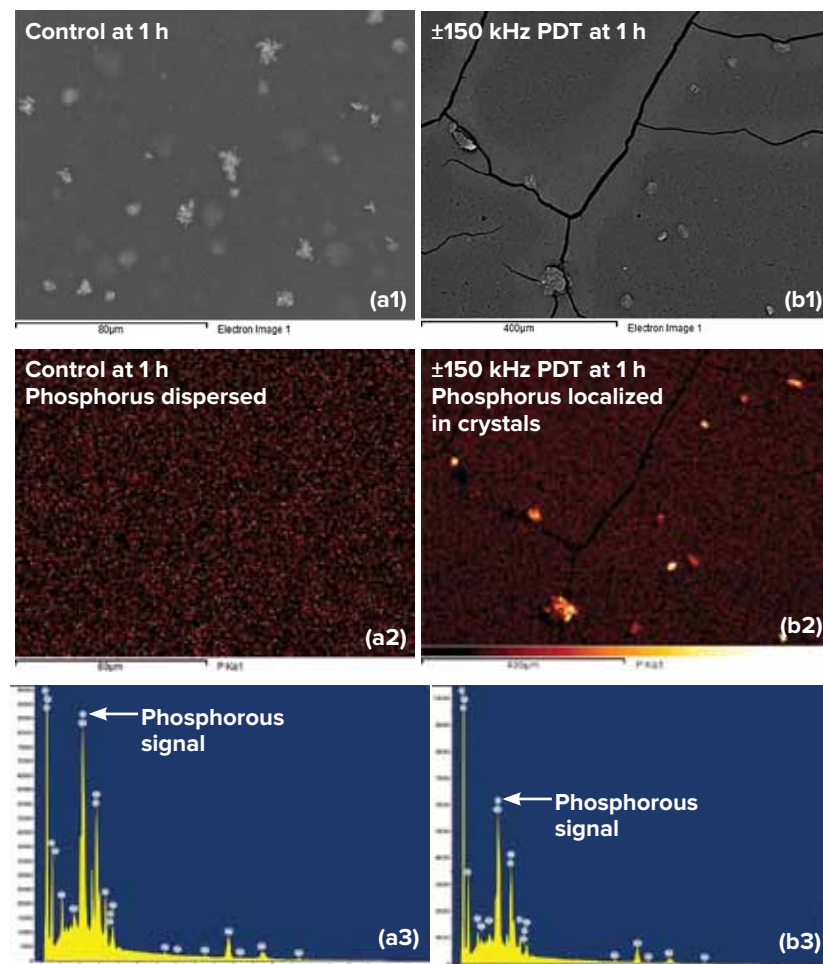 Control at 1 h
(a1)
80µm
Electron Image 1
±150 kHz PDT at 1 h
(b1)
400µm
Electron Image 1
Control at 1 h
Phosphorus dispersed
(a2)
80µm
P Ka1
±150 kHz PDT at 1 h
Phosphorus localized
in crystals
(b2)
400µm
P Ka1
Phosphorous
signal
(a3)
Phosphorous
signal
(b3)